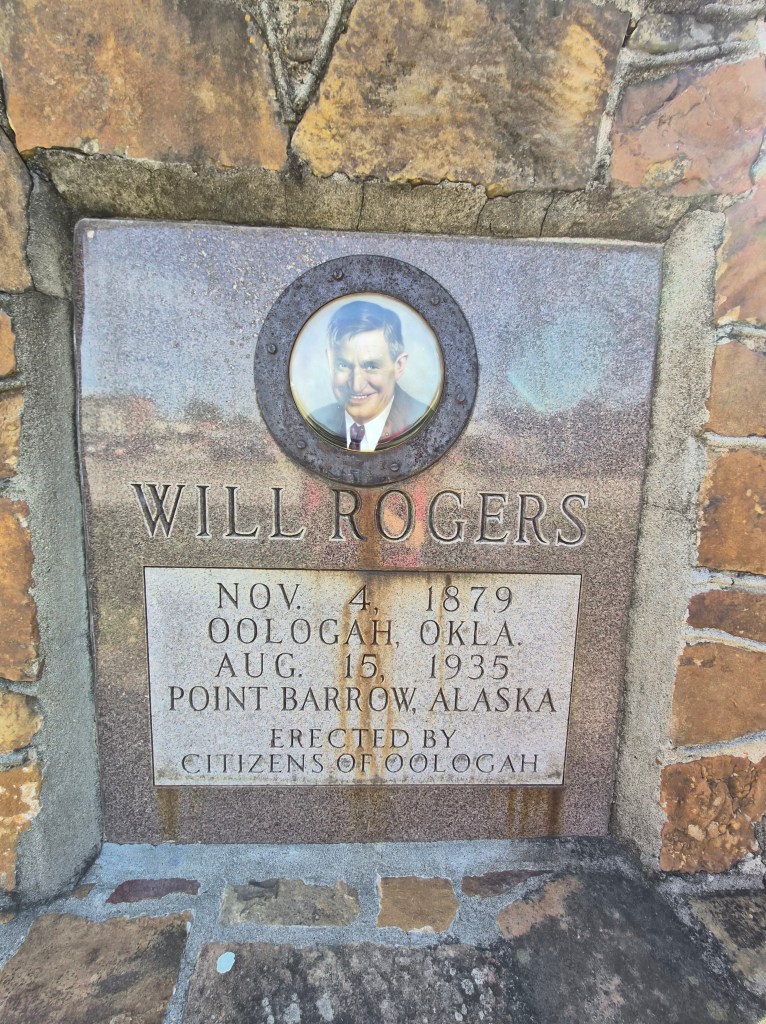 WILL ROGERS
NOV. 4, 1879
OOLOGAH, OKLA.
AUG. 15, 1935
POINT BARROW, ALASKA
ERECTED BY
CITIZENS OF OOLOGAH